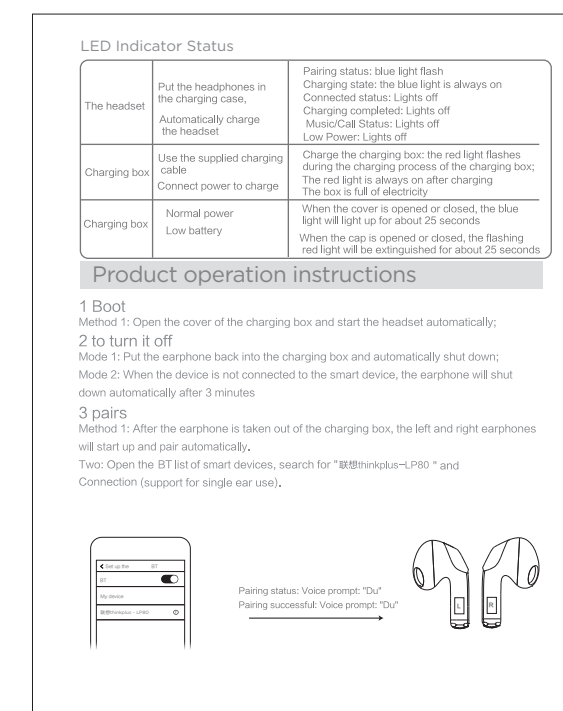 LED Indicator Status
The headset
Put the headphones in
the charging case,
Automatically charge
the headset
Pairing status: blue light flash
Charging state: the blue light is always on
Connected status: Lights off
Charging completed: Lights off
Music/Call Status: Lights off
Low Power: Lights off
Charging box
Use the supplied charging
cable
Connect power to charge
Charge the charging box: the red light flashes
during the charging process of the charging box;
The red light is always on after charging
The box is full of electricity
Charging box
Normal power
Low battery
When the cover is opened or closed, the blue
light will light up for about 25 seconds
When the cap is opened or closed, the flashing
red light will be extinguished for about 25 seconds
Product operation instructions
1 Boot
Method 1: Open the cover of the charging box and start the headset automatically;
2 to turn it off
Mode 1: Put the earphone back into the charging box and automatically shut down;
Mode 2: When the device is not connected to the smart device, the earphone will shut
down automatically after 3 minutes
3 pairs
Method 1: After the earphone is taken out of the charging box, the left and right earphones
will start up and pair automatically.
Two: Open the BT list of smart devices, search for "联想thinkplus-LP80 " and
Connection (support for single ear use).
Set up the BT
BT
My device
联想thinkplus-LP80
Pairing status: Voice prompt: "Du"
Pairing successful: Voice prompt: "Du"
L
R